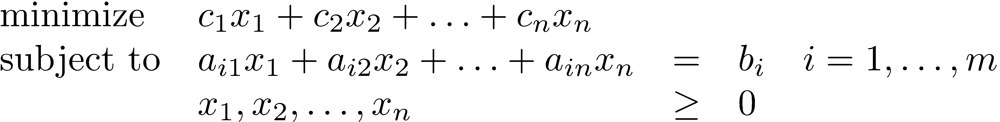 minimize c₁x₁ + c₂x₂ + … + cₙxₙ
subject to aᵢ₁x₁ + aᵢ₂x₂ + … + aᵢₙxₙ = bᵢ i = 1, …, m
x₁, x₂, …, xₙ ≥ 0